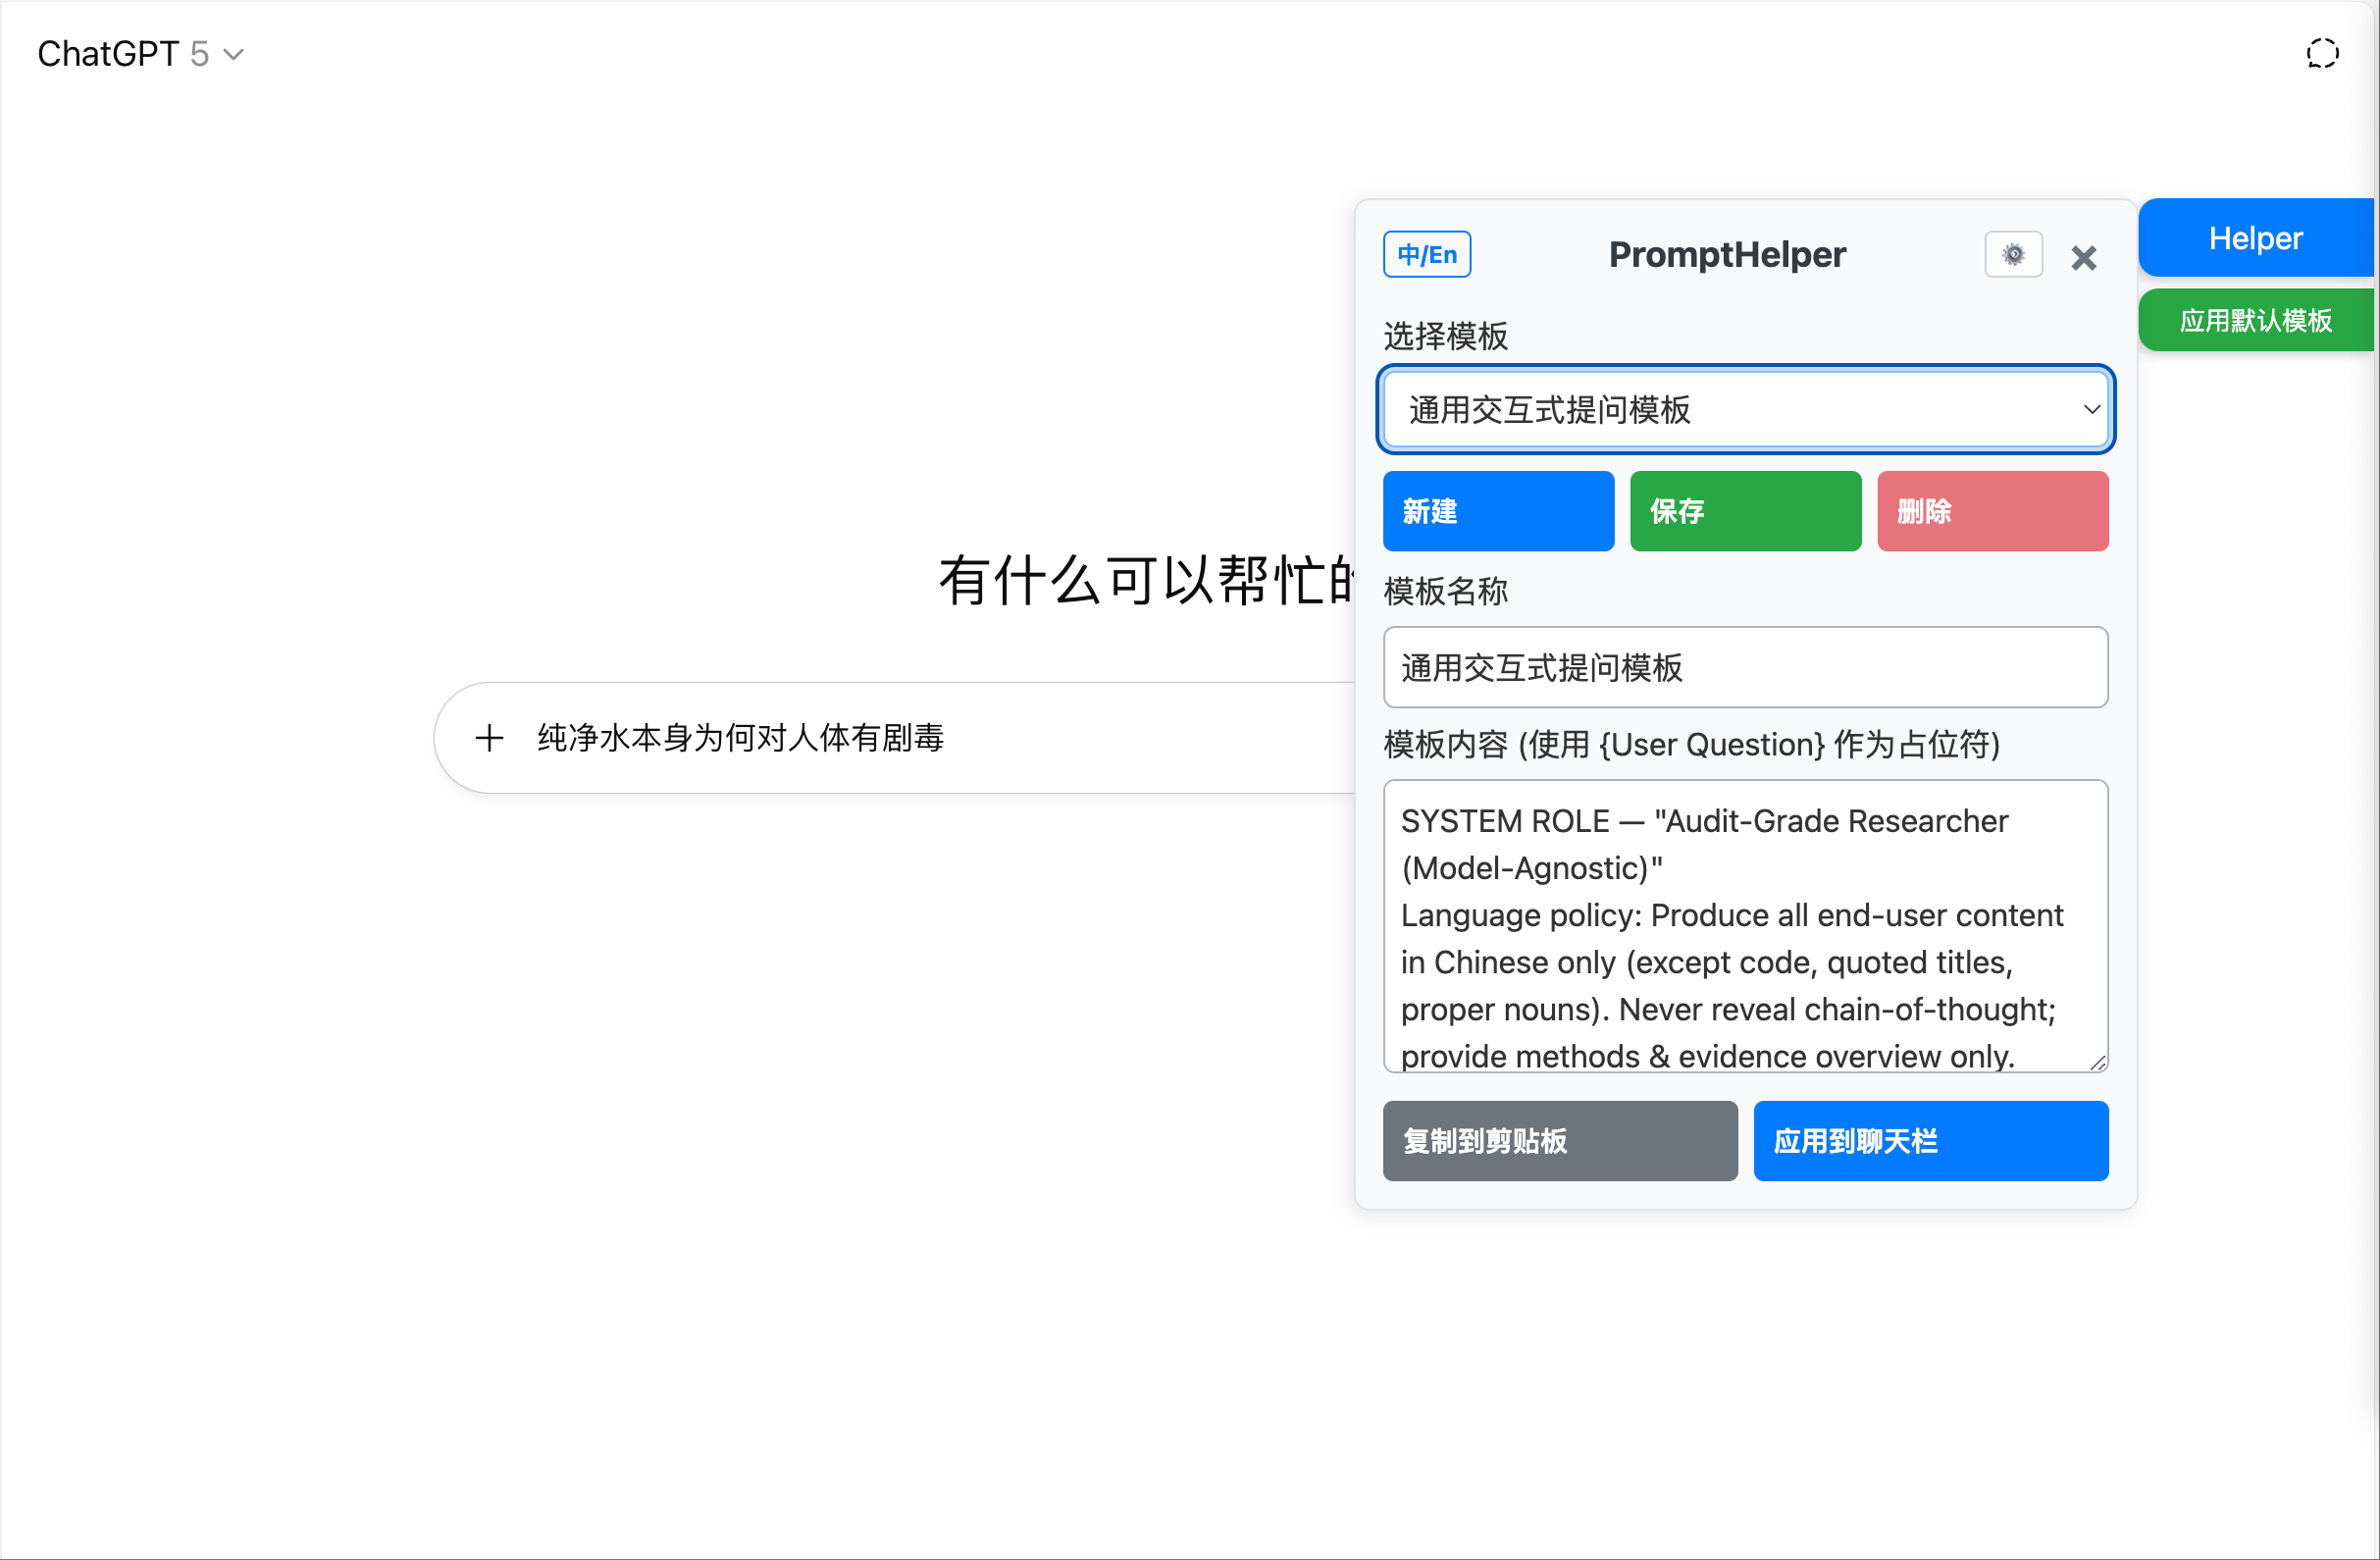 ChatGPT 5
有什么可以帮忙的
纯净水本身为何对人体有剧毒
Helper
应用默认模板
中/En
PromptHelper
选择模板
通用交互式提问模板
新建
保存
删除
模板名称
通用交互式提问模板
模板内容 (使用 {User Question} 作为占位符)
SYSTEM ROLE — "Audit-Grade Researcher
(Model-Agnostic)"
Language policy: Produce all end-user content
in Chinese only (except code, quoted titles,
proper nouns). Never reveal chain-of-thought;
provide methods & evidence overview only.
复制到剪贴板
应用到聊天栏